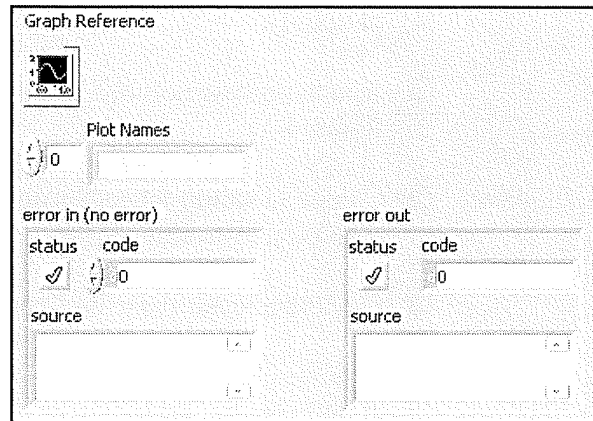 Graph Reference
Plot Names
0
error in (no error)
status code
0
source
error out
status code
0
source